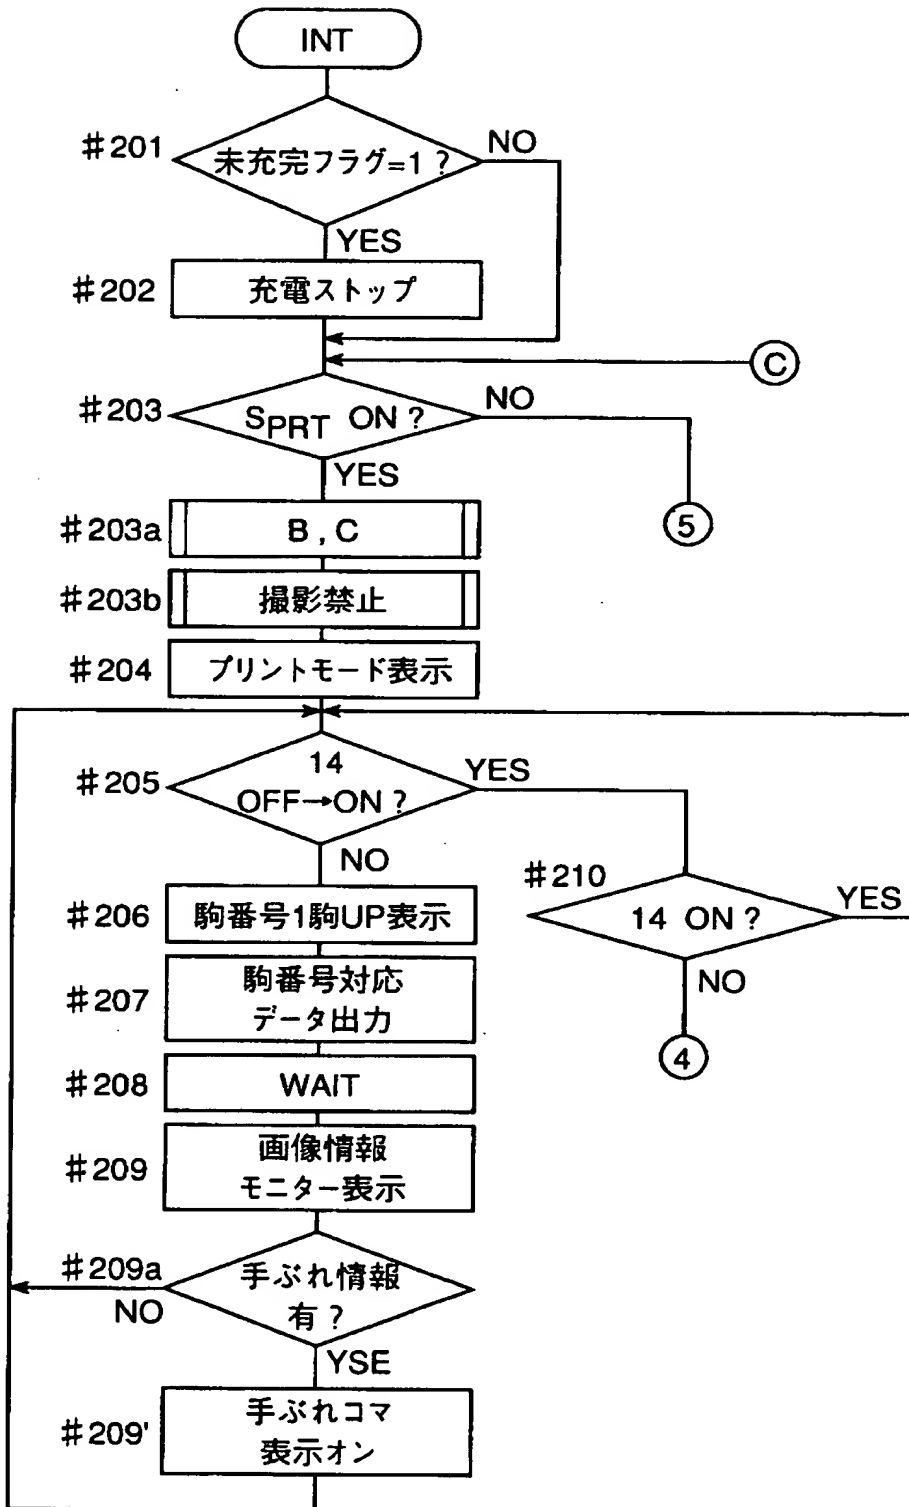 INT
#201
未充完フラグ=1 ?
NO
YES
#202
充電ストップ
C
#203
SPRT ON ?
NO
YES
5
#203a
B , C
#203b
撮影禁止
#204
プリントモード表示
#205
14
OFF→ON ?
YES
NO
#210
14 ON ?
YES
NO
4
#206
駒番号1駒UP表示
#207
駒番号対応
データ出力
#208
WAIT
#209
画像情報
モニター表示
#209a
手ぶれ情報
有 ?
NO
YSE
#209'
手ぶれコマ
表示オン